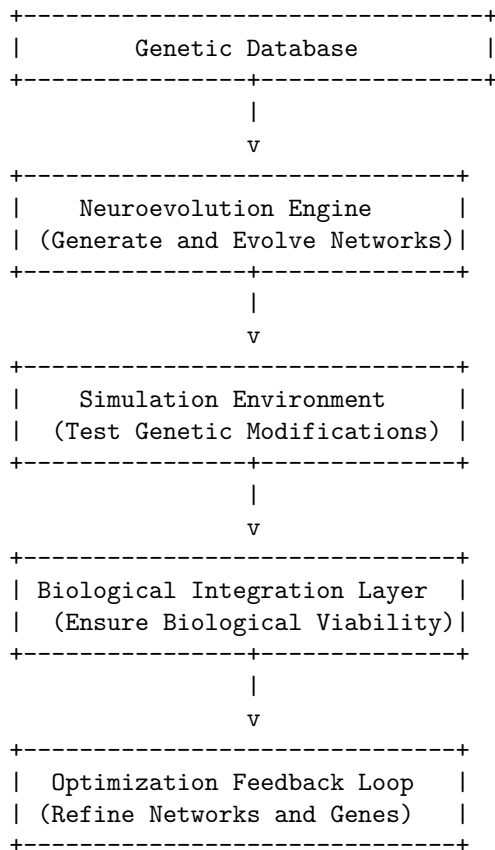 Genetic Database
Neuroevolution Engine
(Generate and Evolve Networks)
Simulation Environment
(Test Genetic Modifications)
Biological Integration Layer
(Ensure Biological Viability)
Optimization Feedback Loop
(Refine Networks and Genes)